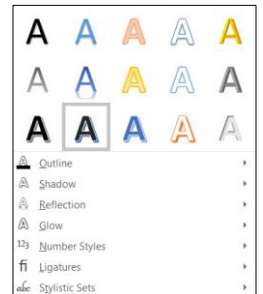 A A A A A
A A A A A
A A A A A
A Outline
A Shadow
A Reflection
A Glow
123 Number Styles
fi Ligatures
abc Stylistic Sets